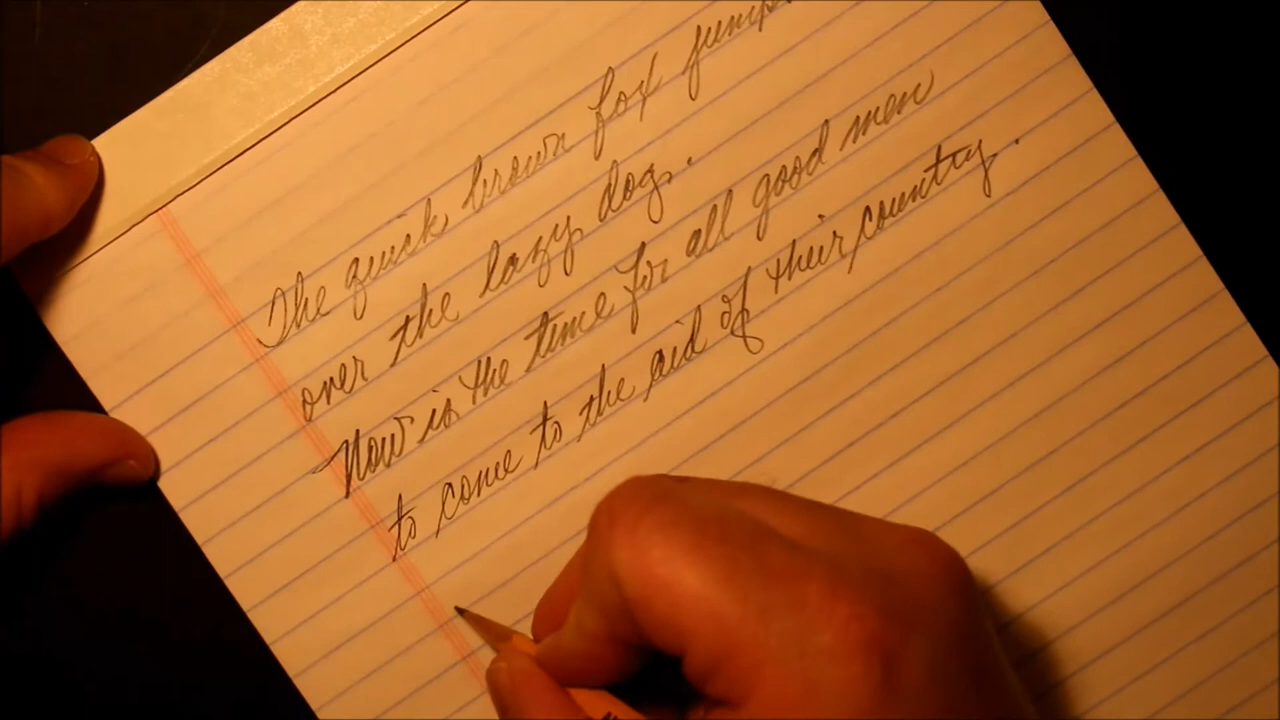 The quick brown fox jump
over the lazy dog.
Now is the time for all good men
to come to the aid of their country.